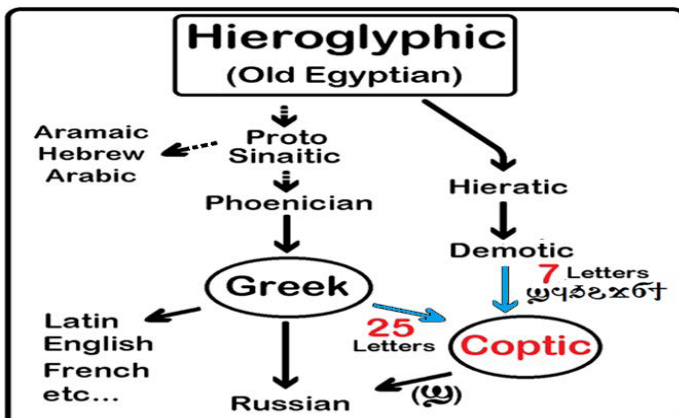 Hieroglyphic
(Old Egyptian)
Aramaic
Hebrew
Arabic
Proto
Sinaitic
Phoenician
Hieratic
Demotic
7 Letters
ϣϥϧϩϫϭϯ
Greek
25
Letters
Coptic
Latin
English
French
etc...
Russian
(ϣ)